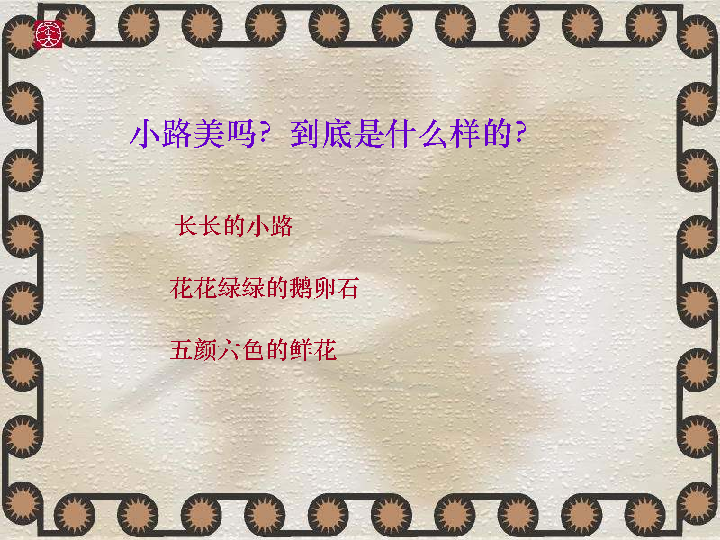 小路美吗？到底是什么样的？
长长的小路
花花绿绿的鹅卵石
五颜六色的鲜花